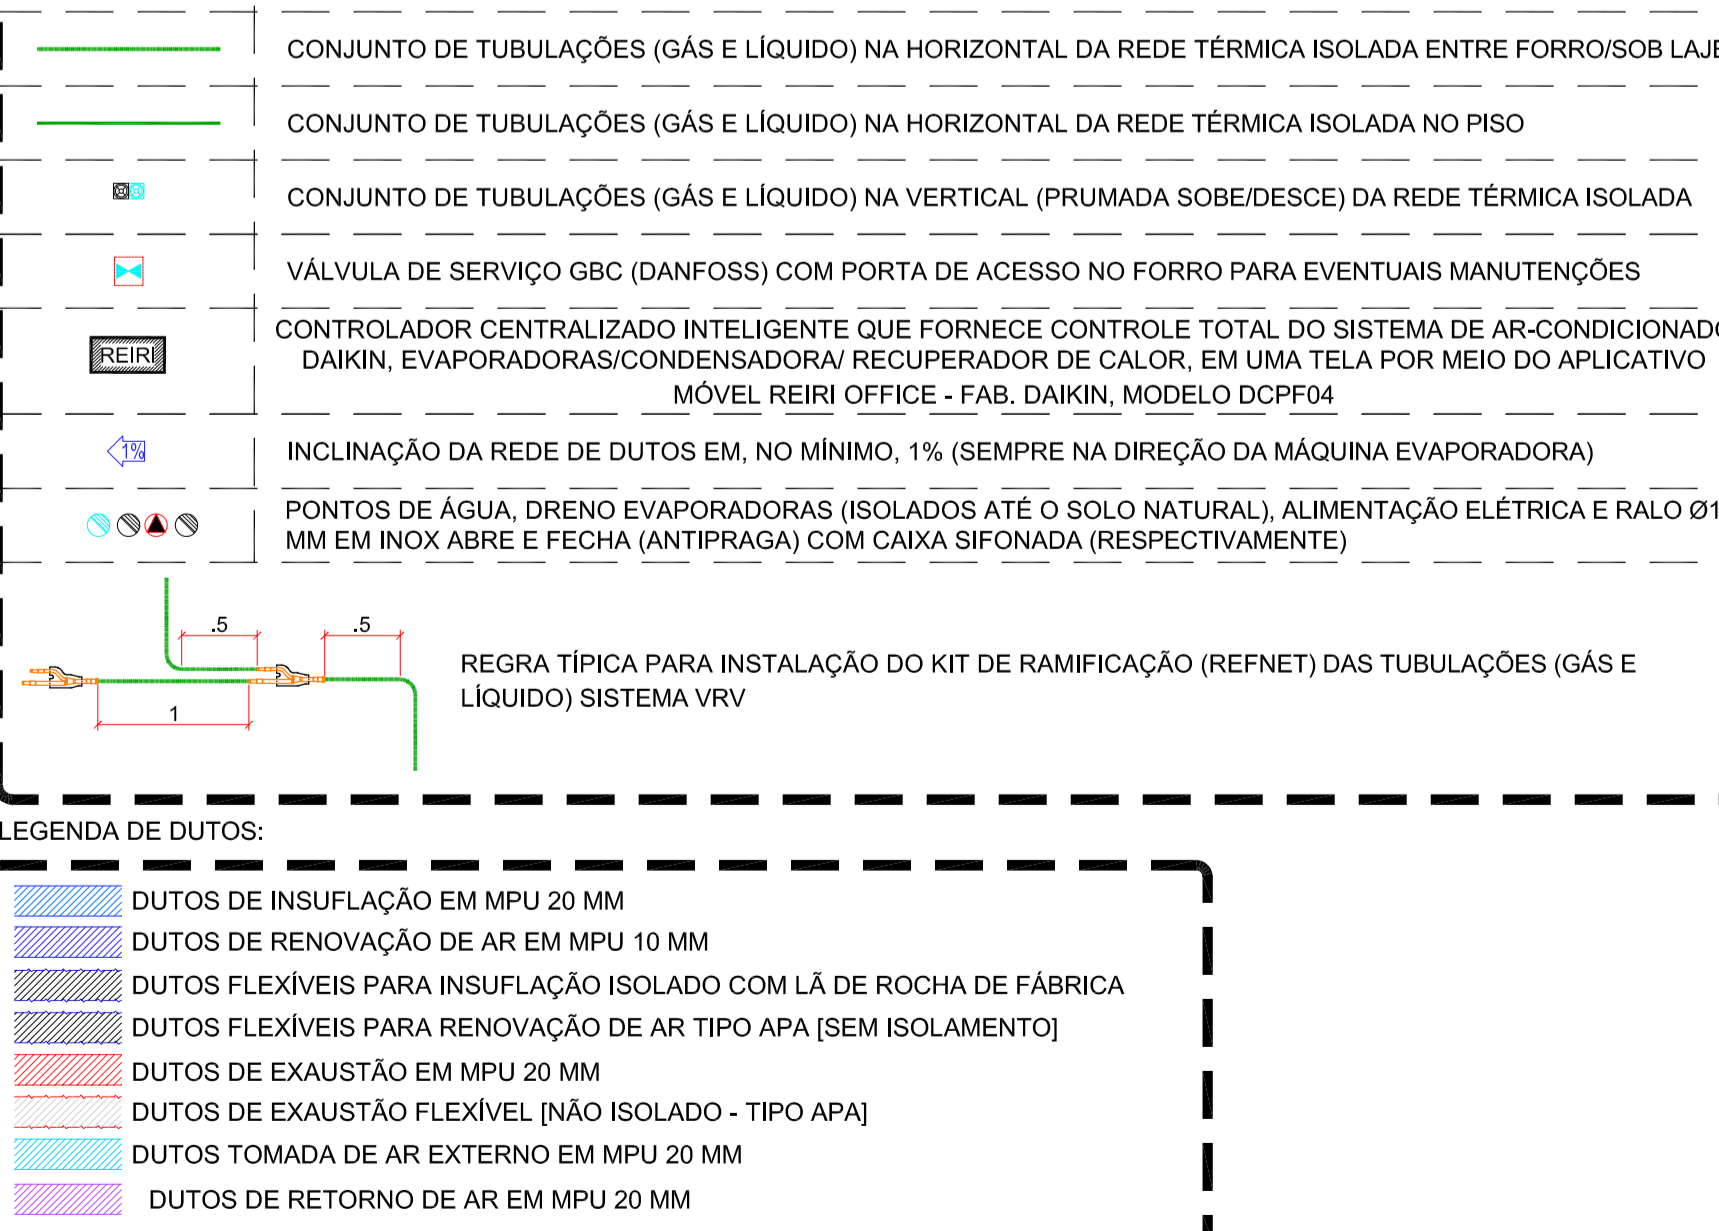 CONJUNTO DE TUBULAÇÕES (GÁS E LÍQUIDO) NA HORIZONTAL DA REDE TÉRMICA ISOLADA ENTRE FORRO/SOB LAJE
CONJUNTO DE TUBULAÇÕES (GÁS E LÍQUIDO) NA HORIZONTAL DA REDE TÉRMICA ISOLADA NO PISO
CONJUNTO DE TUBULAÇÕES (GÁS E LÍQUIDO) NA VERTICAL (PRUMADA SOBE/DESCE) DA REDE TÉRMICA ISOLADA
VÁLVULA DE SERVIÇO GBC (DANFOSS) COM PORTA DE ACESSO NO FORRO PARA EVENTUAIS MANUTENÇÕES
REIRI
CONTROLADOR CENTRALIZADO INTELIGENTE QUE FORNECE CONTROLE TOTAL DO SISTEMA DE AR-CONDICIONADO
DAIKIN, EVAPORADORAS/CONDENSADORA/ RECUPERADOR DE CALOR, EM UMA TELA POR MEIO DO APLICATIVO
MÓVEL REIRI OFFICE - FAB. DAIKIN, MODELO DCPF04
1%
INCLINAÇÃO DA REDE DE DUTOS EM, NO MÍNIMO, 1% (SEMPRE NA DIREÇÃO DA MÁQUINA EVAPORADORA)
PONTOS DE ÁGUA, DRENO EVAPORADORAS (ISOLADOS ATÉ O SOLO NATURAL), ALIMENTAÇÃO ELÉTRICA E RALO
MM EM INOX ABRE E FECHA (ANTIPRAGA) COM CAIXA SIFONADA (RESPECTIVAMENTE)
.5
.5
1
REGRA TÍPICA PARA INSTALAÇÃO DO KIT DE RAMIFICAÇÃO (REFNET) DAS TUBULAÇÕES (GÁS E
LÍQUIDO) SISTEMA VRV
LEGENDA DE DUTOS:
DUTOS DE INSUFLAÇÃO EM MPU 20 MM
DUTOS DE RENOVAÇÃO DE AR EM MPU 10 MM
DUTOS FLEXÍVEIS PARA INSUFLAÇÃO ISOLADO COM LÃ DE ROCHA DE FÁBRICA
DUTOS FLEXÍVEIS PARA RENOVAÇÃO DE AR TIPO APA [SEM ISOLAMENTO]
DUTOS DE EXAUSTÃO EM MPU 20 MM
DUTOS DE EXAUSTÃO FLEXÍVEL [NÃO ISOLADO - TIPO APA]
DUTOS TOMADA DE AR EXTERNO EM MPU 20 MM
DUTOS DE RETORNO DE AR EM MPU 20 MM